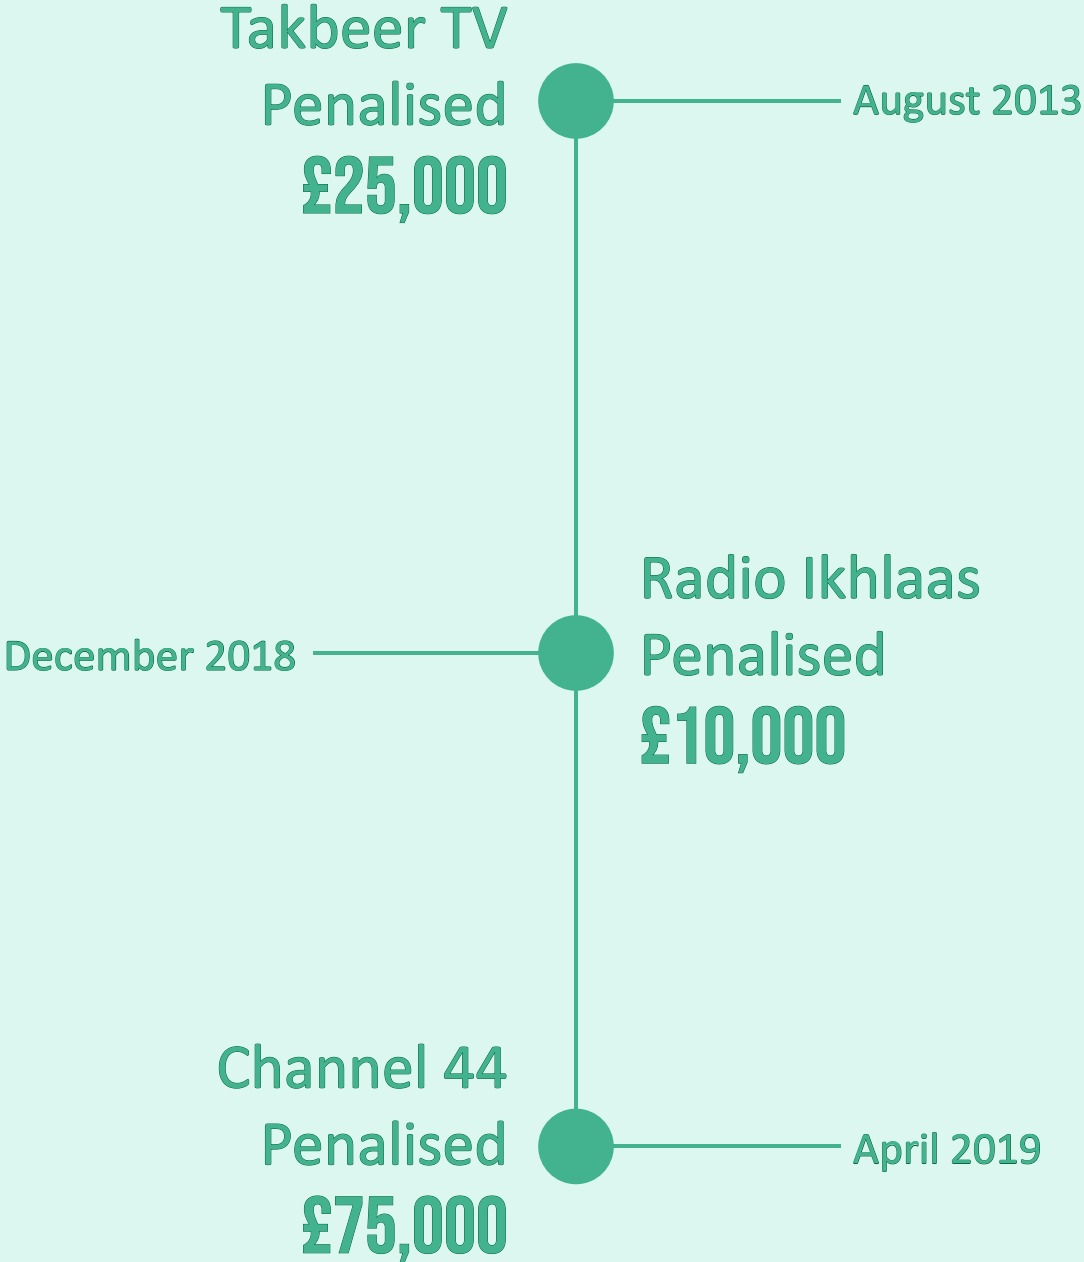 Takbeer TV
Penalised
£25,000
August 2013
December 2018
Radio Ikhlaas
Penalised
£10,000
Channel 44
Penalised
£75,000
April 2019